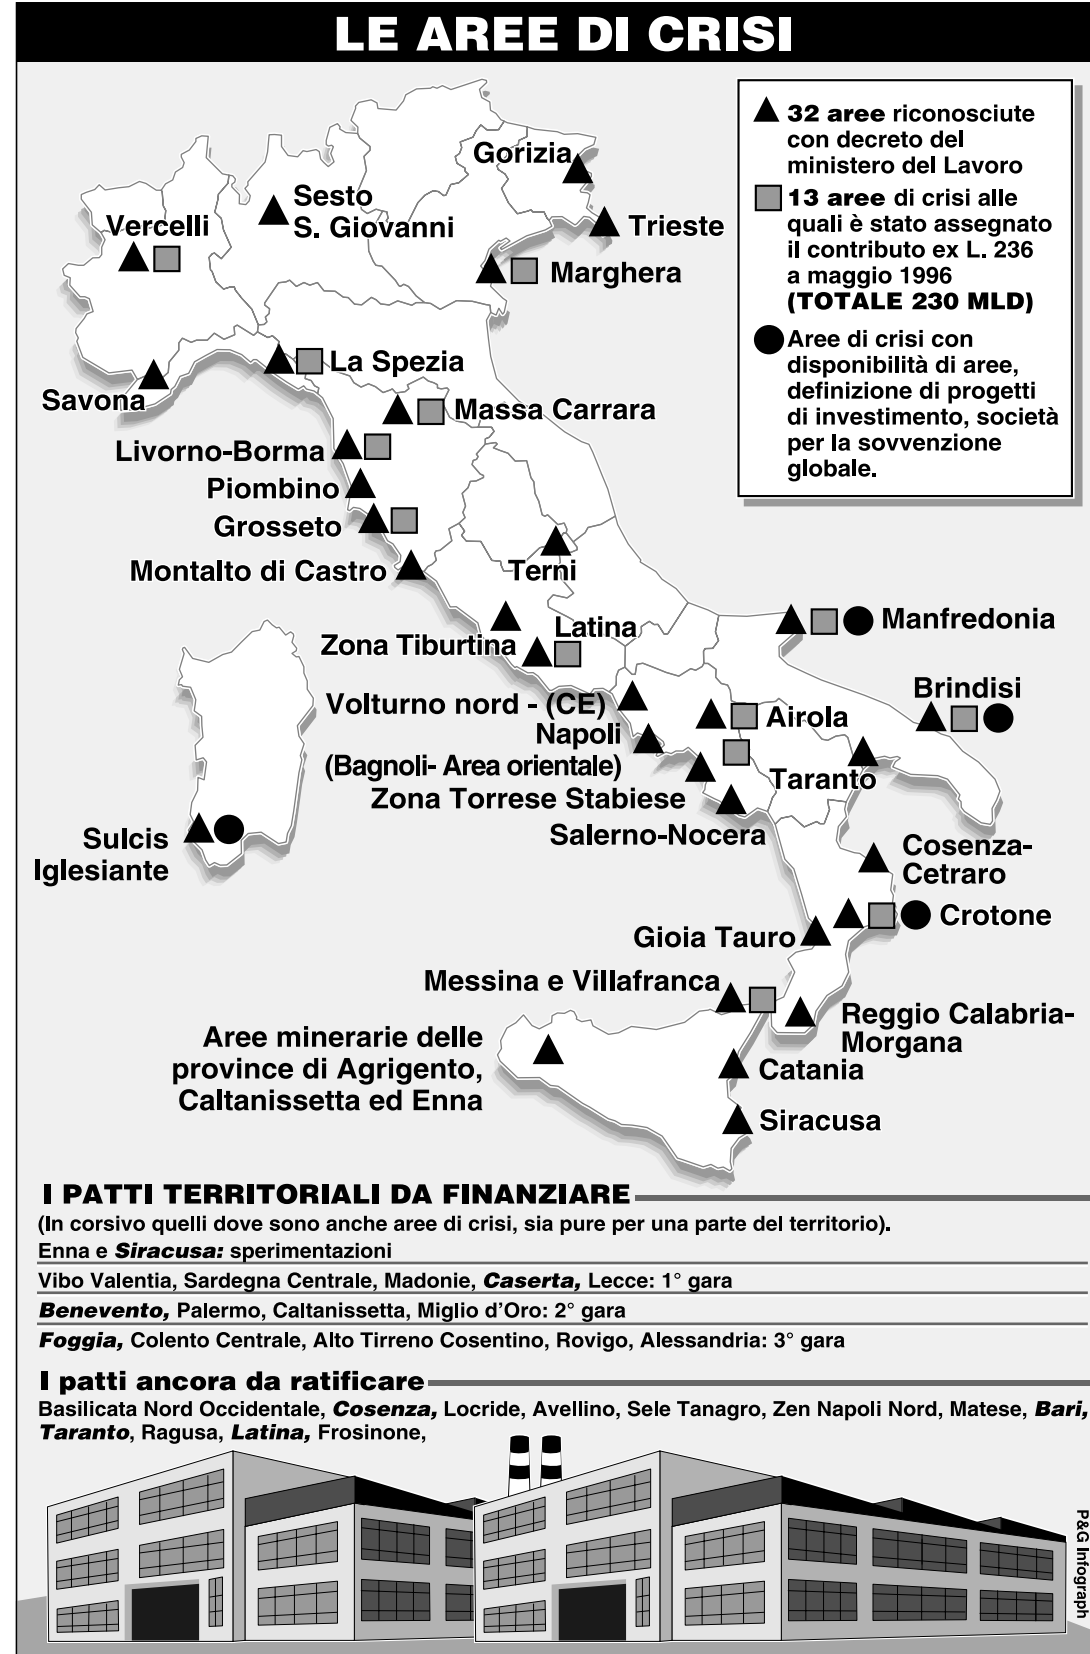 LE AREE DI CRISI
32 aree riconosciute
con decreto del
ministero del Lavoro
13 aree di crisi alle
quali è stato assegnato
il contributo ex L. 236
a maggio 1996
(TOTALE 230 MLD)
Aree di crisi con
disponibilità di aree,
definizione di progetti
di investimento, società
per la sovvenzione
globale.
Gorizia
Sesto
S. Giovanni
Vercelli
Trieste
Marghera
La Spezia
Savona
Massa Carrara
Livorno-Borma
Piombino
Grosseto
Montalto di Castro
Terni
Latina
Zona Tiburtina
Manfredonia
Brindisi
Volturno nord - (CE)
Airola
Napoli
(Bagnoli- Area orientale)
Taranto
Zona Torrese Stabiese
Salerno-Nocera
Sulcis
Iglesiante
Cosenza-
Cetraro
Crotone
Gioia Tauro
Messina e Villafranca
Reggio Calabria-
Morgana
Aree minerarie delle
province di Agrigento,
Caltanissetta ed Enna
Catania
Siracusa
I PATTI TERRITORIALI DA FINANZIARE
(In corsivo quelli dove sono anche aree di crisi, sia pure per una parte del territorio).
Enna e Siracusa: sperimentazioni
Vibo Valentia, Sardegna Centrale, Madonie, Caserta, Lecce: 1° gara
Benevento, Palermo, Caltanissetta, Miglio d'Oro: 2° gara
Foggia, Colento Centrale, Alto Tirreno Cosentino, Rovigo, Alessandria: 3° gara
I patti ancora da ratificare
Basilicata Nord Occidentale, Cosenza, Locride, Avellino, Sele Tanagro, Zen Napoli Nord, Matese, Bari,
Taranto, Ragusa, Latina, Frosinone,
P&G Infograph